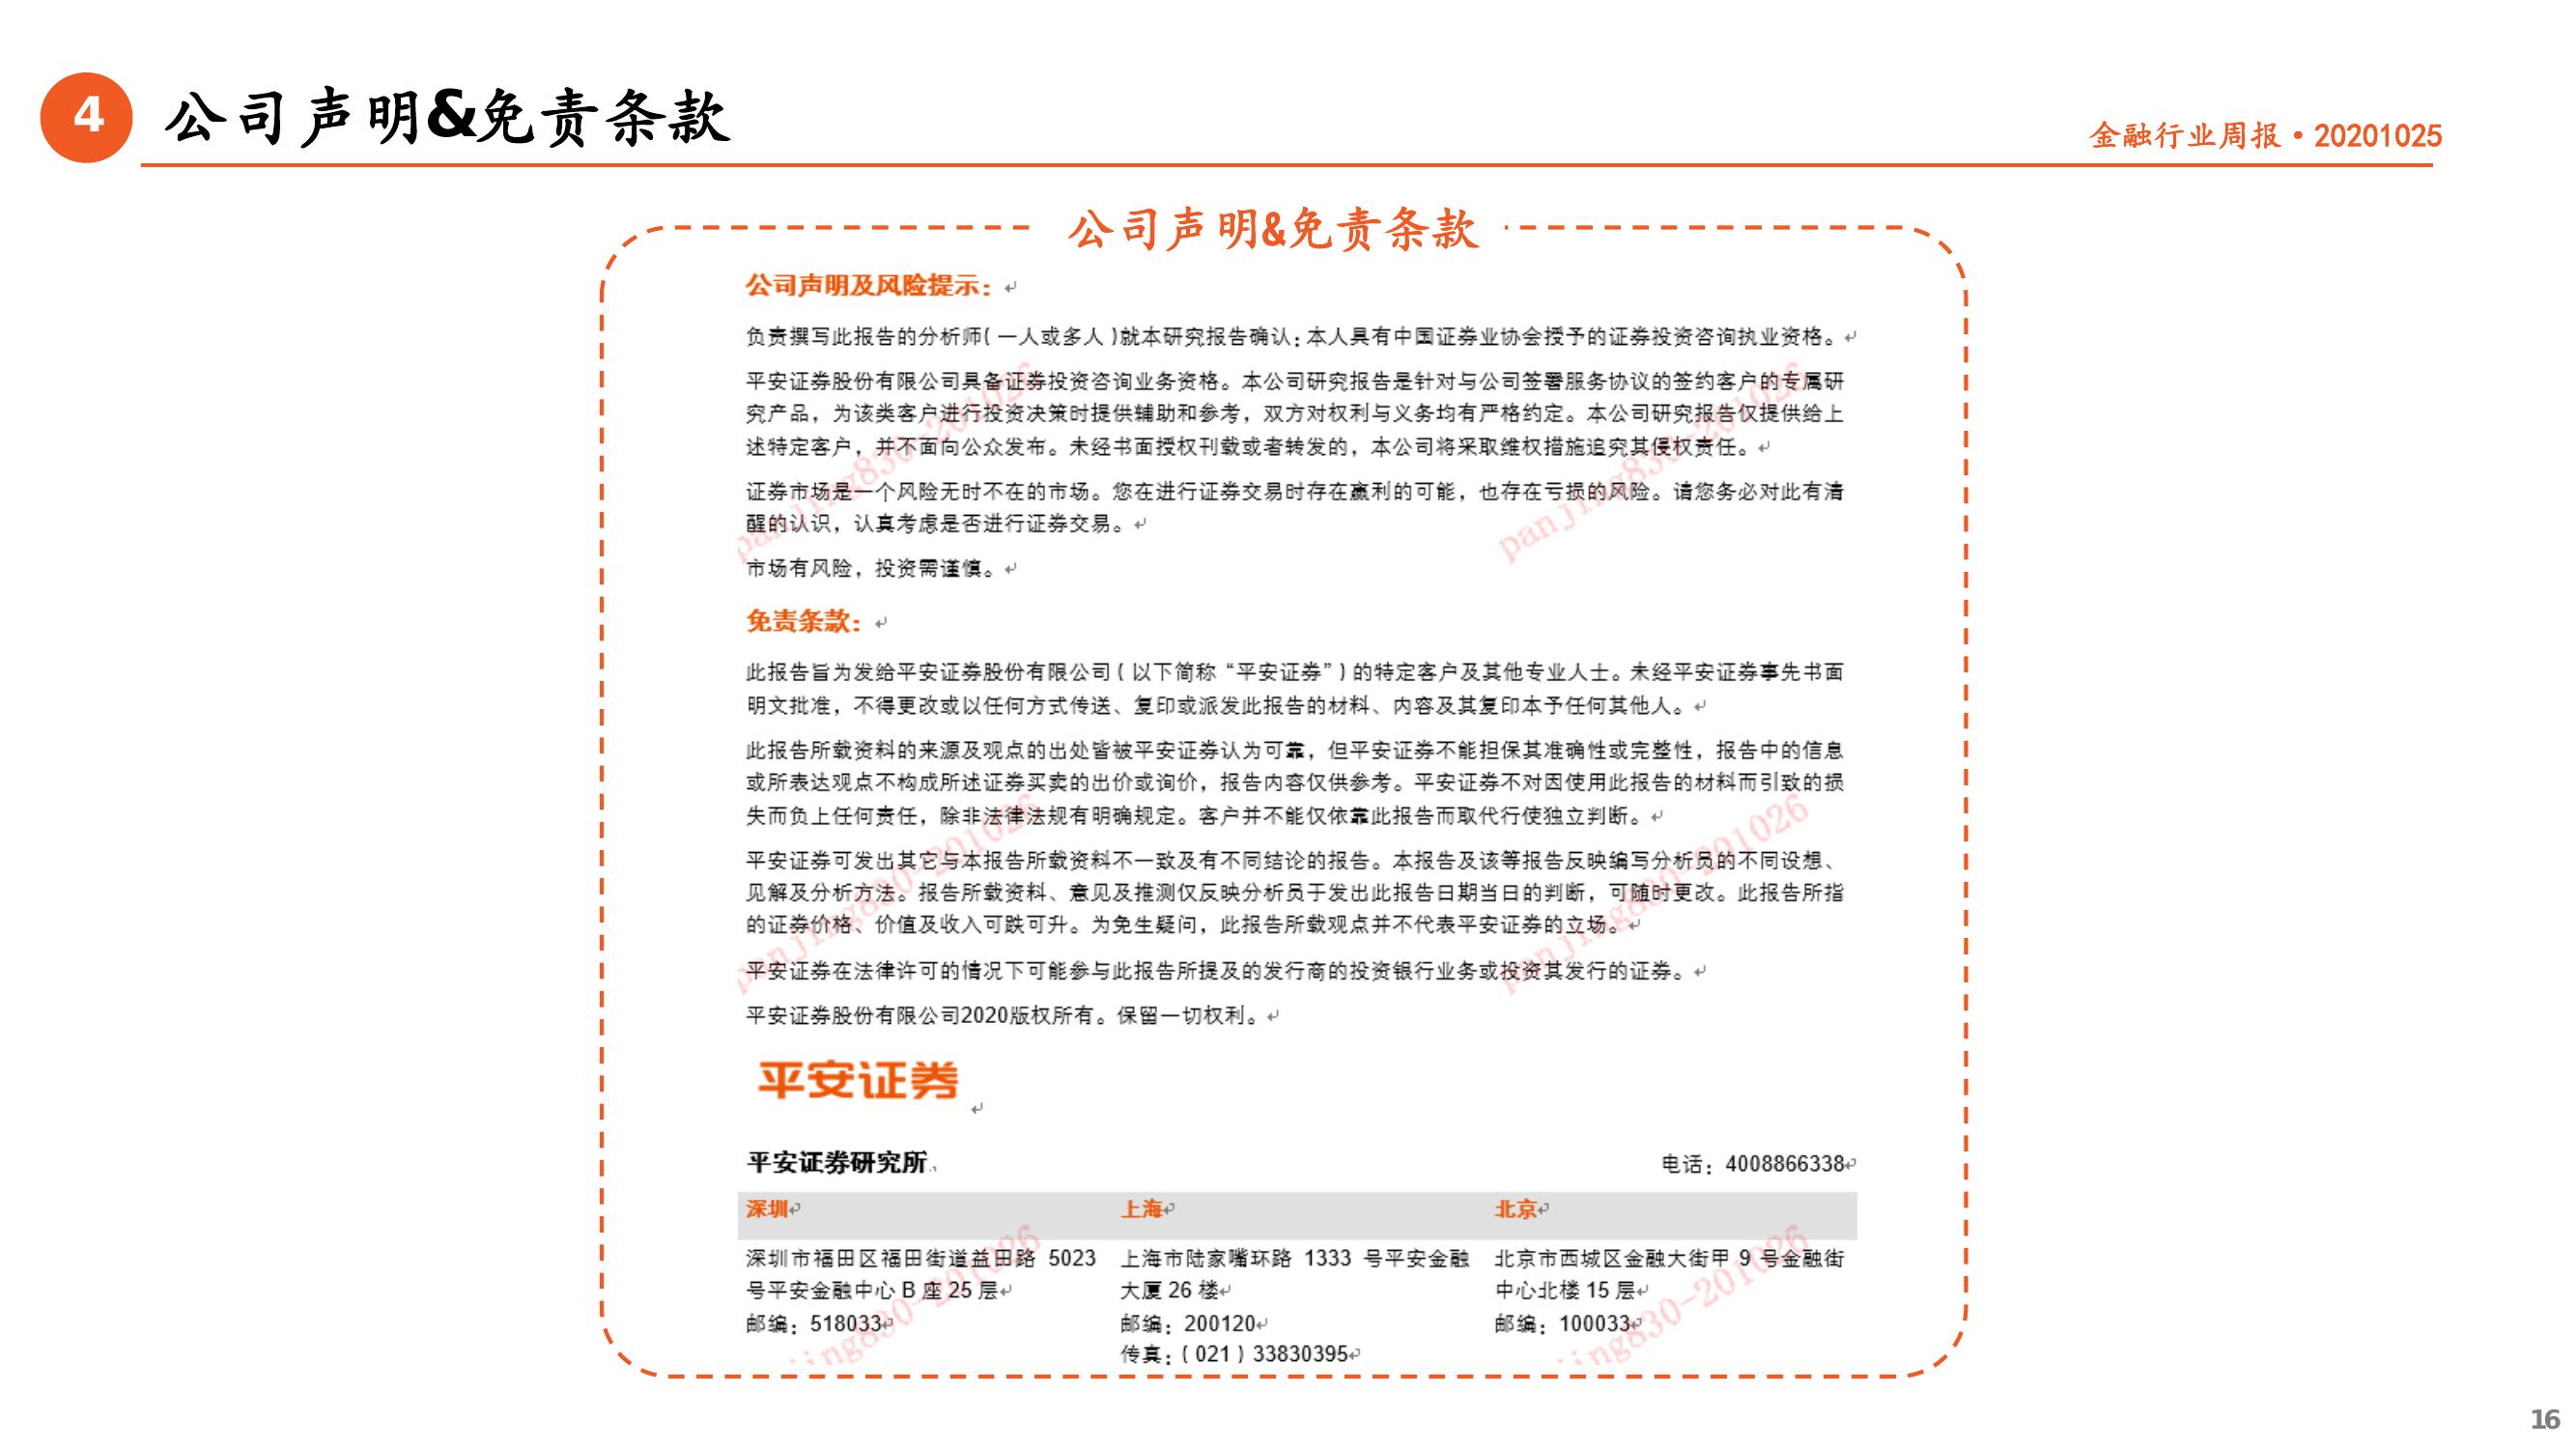 4
公司声明&免责条款
金融行业周报•20201025
公司声明&免责条款
公司声明及风险提示：
负责撰写此报告的分析师(一人或多人)就本研究报告确认：本人具有中国证券业协会授予的证券投资咨询执业资格。
平安证券股份有限公司具备证券投资咨询业务资格。本公司研究报告是针对与公司签署服务协议的签约客户的专属研
究产品，为该类客户进行投资决策时提供辅助和参考，双方对权利与义务均有严格约定。本公司研究报告仅提供给上
述特定客户，并不面向公众发布。未经书面授权刊载或者转发的，本公司将采取维权措施追究其侵权责任。
证券市场是一个风险无时不在的市场。您在进行证券交易时存在赢利的可能，也存在亏损的风险。请您务必对此有清
醒的认识，认真考虑是否进行证券交易。
市场有风险，投资需谨慎。
免责条款：
此报告旨为发给平安证券股份有限公司(以下简称“平安证券”)的特定客户及其他专业人士。未经平安证券事先书面
明文批准，不得更改或以任何方式传送、复印或派发此报告的材料、内容及其复印本予任何其他人。
此报告所载资料的来源及观点的出处皆被平安证券认为可靠，但平安证券不能担保其准确性或完整性，报告中的信息
或所表达观点不构成所述证券买卖的出价或询价，报告内容仅供参考。平安证券不对因使用此报告的材料而引致的损
失而负上任何责任，除非法律法规有明确规定。客户并不能仅依靠此报告而取代行使独立判断。
平安证券可发出其它与本报告所载资料不一致及有不同结论的报告。本报告及该等报告反映编写分析员的不同设想、
见解及分析方法。报告所载资料、意见及推测仅反映分析员于发出此报告日期当日的判断，可随时更改。此报告所指
的证券价格、价值及收入可跌可升。为免生疑问，此报告所载观点并不代表平安证券的立场。
平安证券在法律许可的情况下可能参与此报告所提及的发行商的投资银行业务或投资其发行的证券。
平安证券股份有限公司2020版权所有。保留一切权利。
平安证券
平安证券研究所
电话：4008866338
深圳 上海 北京
深圳市福田区福田街道益田路 5023 上海市陆家嘴环路 1333 号平安金融 北京市西城区金融大街甲 9 号金融街
号平安金融中心 B 座 25 层 大厦 26 楼 中心北楼 15 层
邮编：518033 邮编：200120 邮编：100033
传真：(021)33830395
panjing830-201026
panjing830-201026
panjing830-201026
panjing830-201026
jing830-201026
jing830-201026
16